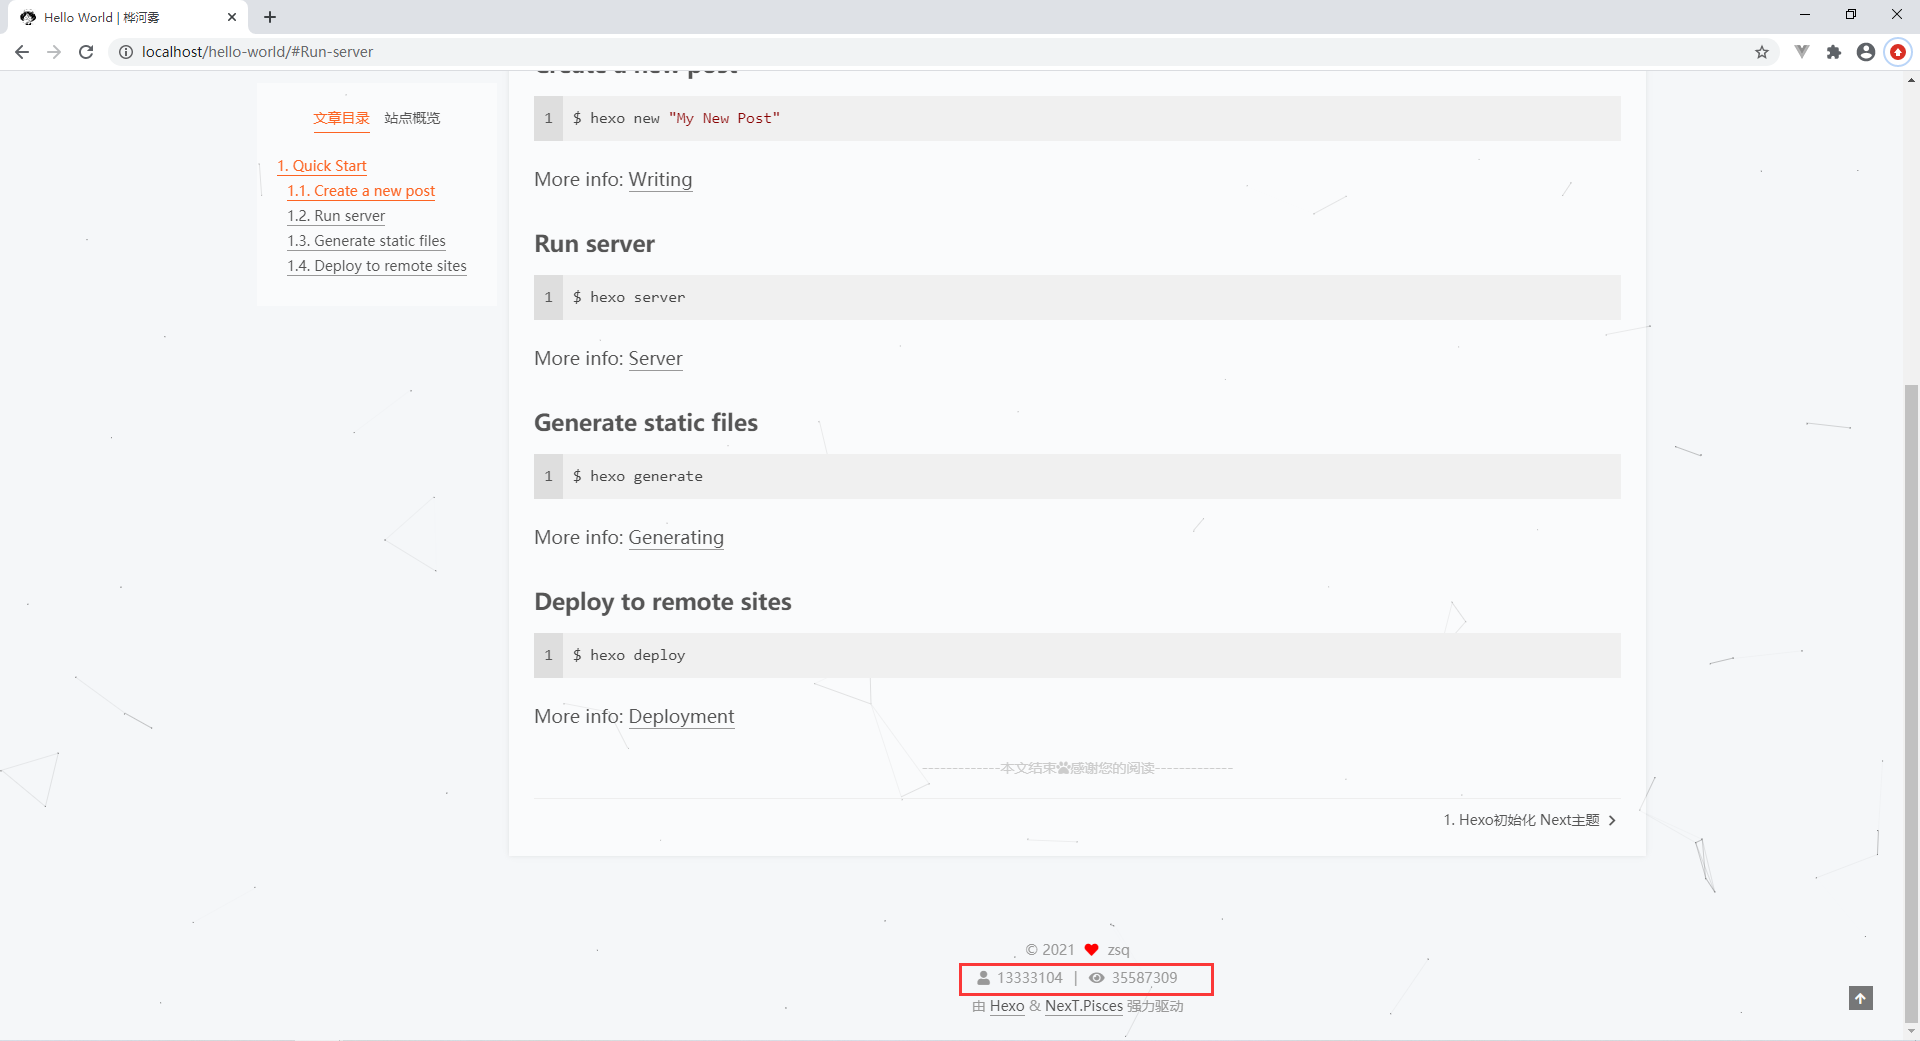 Hello World | 桦河雾
localhost/hello-world/#Run-server
文章目录 站点概览
1. Quick Start
1.1. Create a new post
1.2. Run server
1.3. Generate static files
1.4. Deploy to remote sites
Create a new post
1 $ hexo new "My New Post"
More info: Writing
Run server
1 $ hexo server
More info: Server
Generate static files
1 $ hexo generate
More info: Generating
Deploy to remote sites
1 $ hexo deploy
More info: Deployment
-------------本文结束感谢您的阅读-------------
1. Hexo初始化 Next主题
© 2021 zsq
13333104 | 35587309
由 Hexo & NexT.Pisces 强力驱动